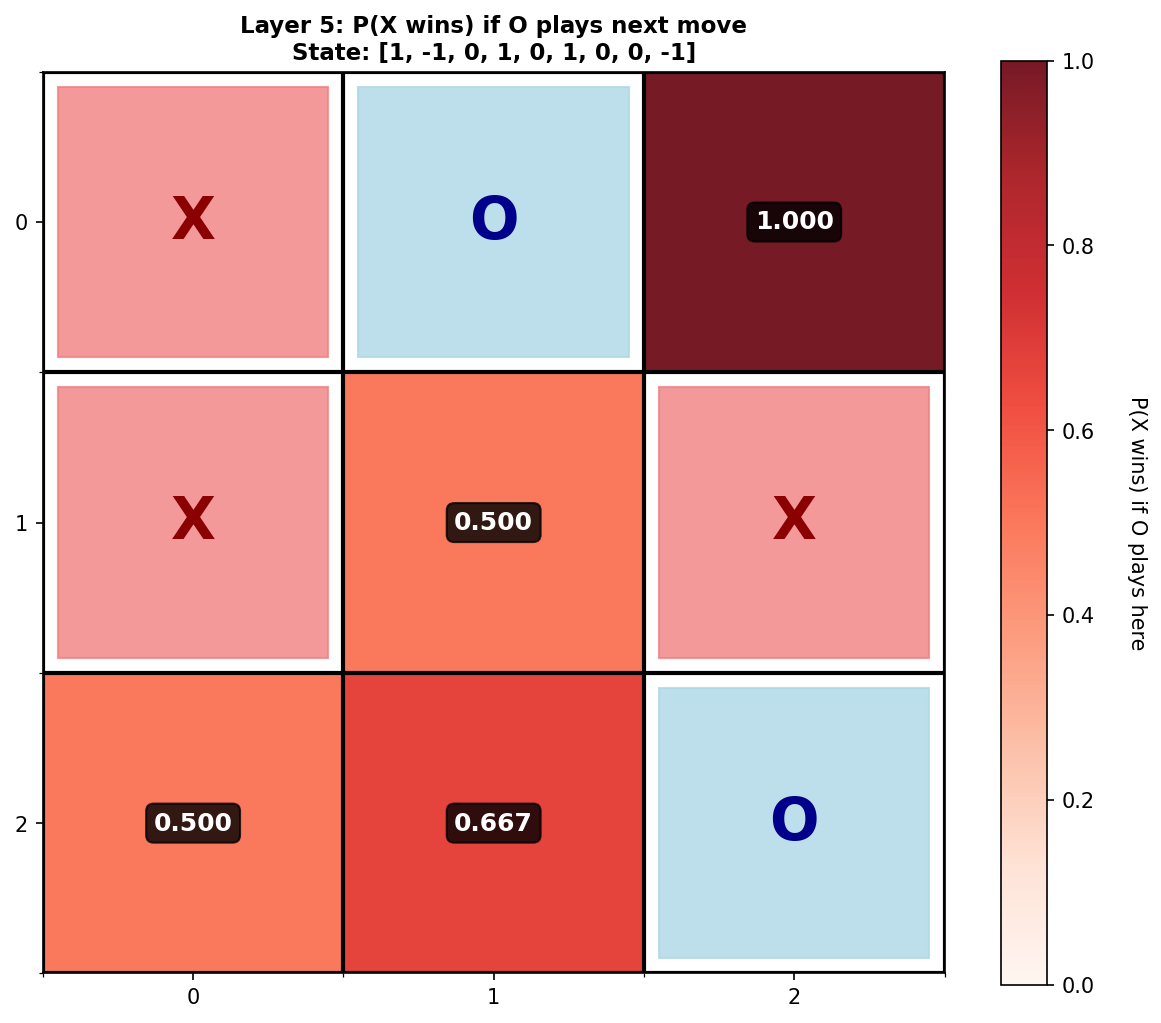 Layer 5: P(X wins) if O plays next move
State: [1, -1, 0, 1, 0, 1, 0, 0, -1]
0
X
O
1.000
1
X
0.500
X
2
0.500
0.667
O
0
1
2
1.0
0.8
0.6
0.4
0.2
0.0
P(X wins) if O plays here